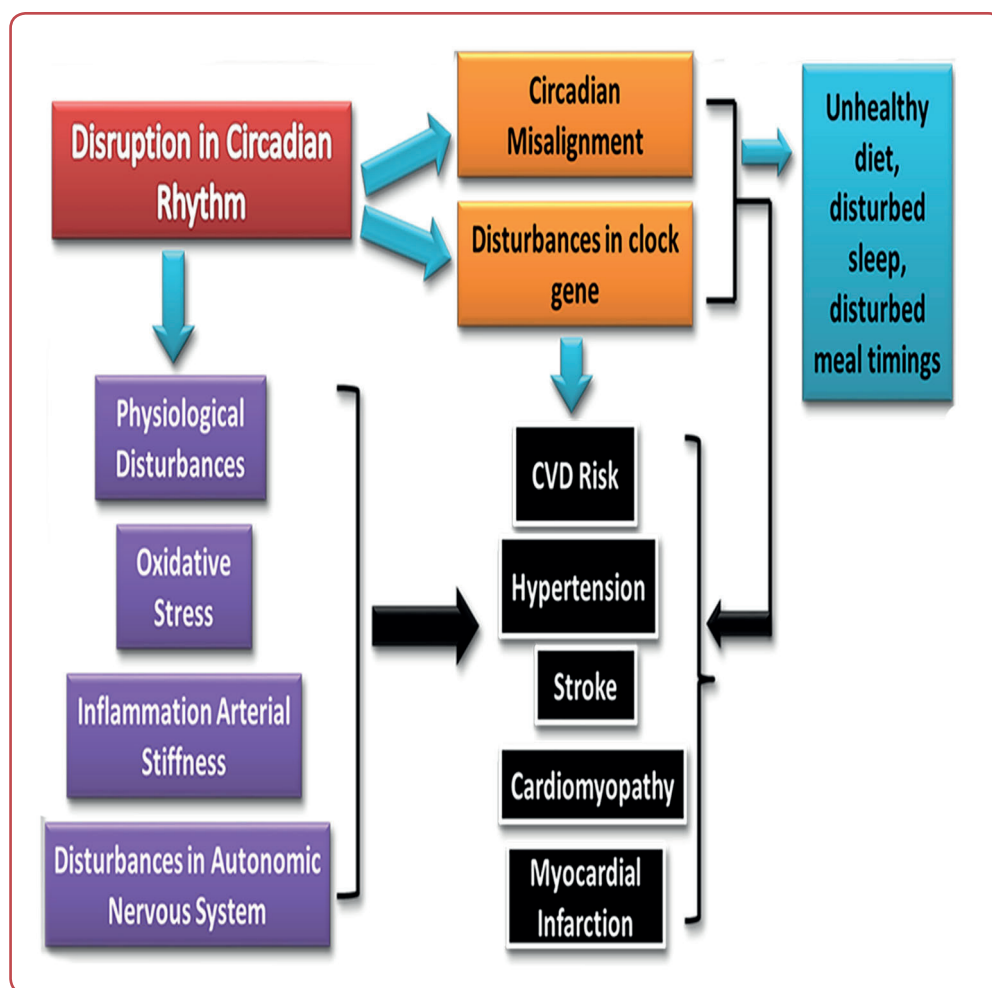 Disruption in Circadian
Rhythm
Circadian
Misalignment
Disturbances in clock
gene
Unhealthy
diet,
disturbed
sleep,
disturbed
meal timings
Physiological
Disturbances
Oxidative
Stress
Inflammation Arterial
Stiffness
Disturbances in Autonomic
Nervous System
CVD Risk
Hypertension
Stroke
Cardiomyopathy
Myocardial
Infarction